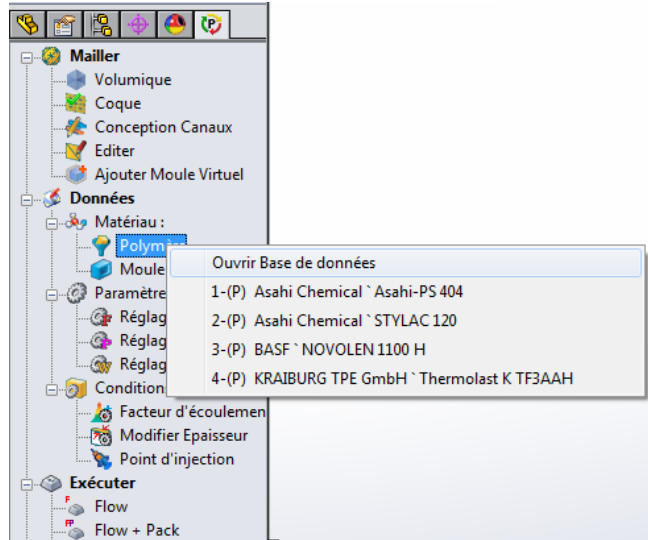 Mailler
Volumique
Coque
Conception Canaux
Editer
Ajouter Moule Virtuel
Données
Matériau :
Polymère
Ouvrir Base de données
Moule
1-(P) Asahi Chemical ` Asahi-PS 404
Paramètre
2-(P) Asahi Chemical ` STYLAC 120
Réglag
3-(P) BASF ` NOVOLEN 1100 H
Réglag
4-(P) KRAIBURG TPE GmbH ` Thermolast K TF3AAH
Réglag
Condition
Facteur d'écoulemen
Modifier Epaisseur
Point d'injection
Exécuter
F
Flow
FP
Flow + Pack